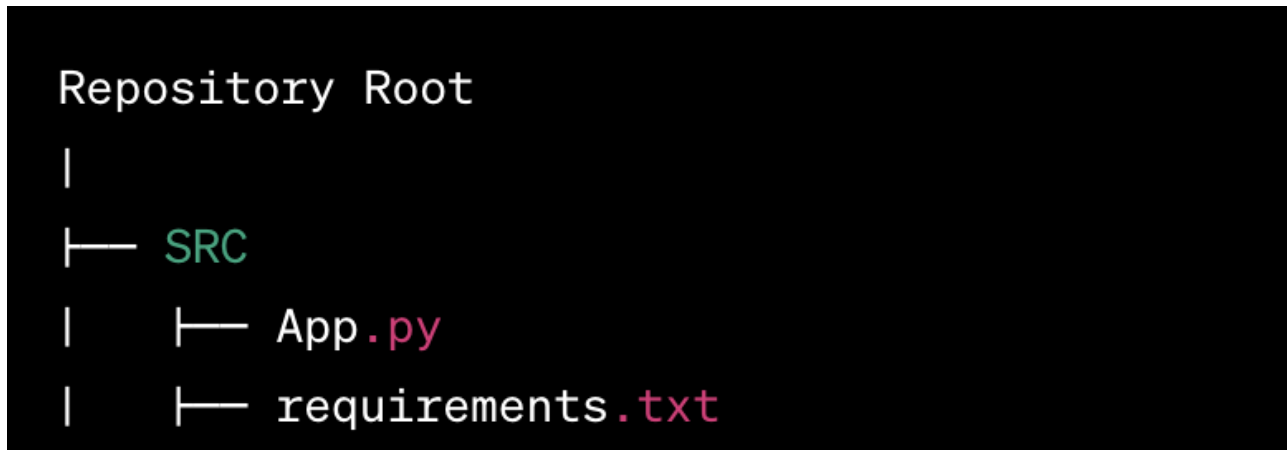 Repository Root
|
├── SRC
|   ├── App.py
|   ├── requirements.txt